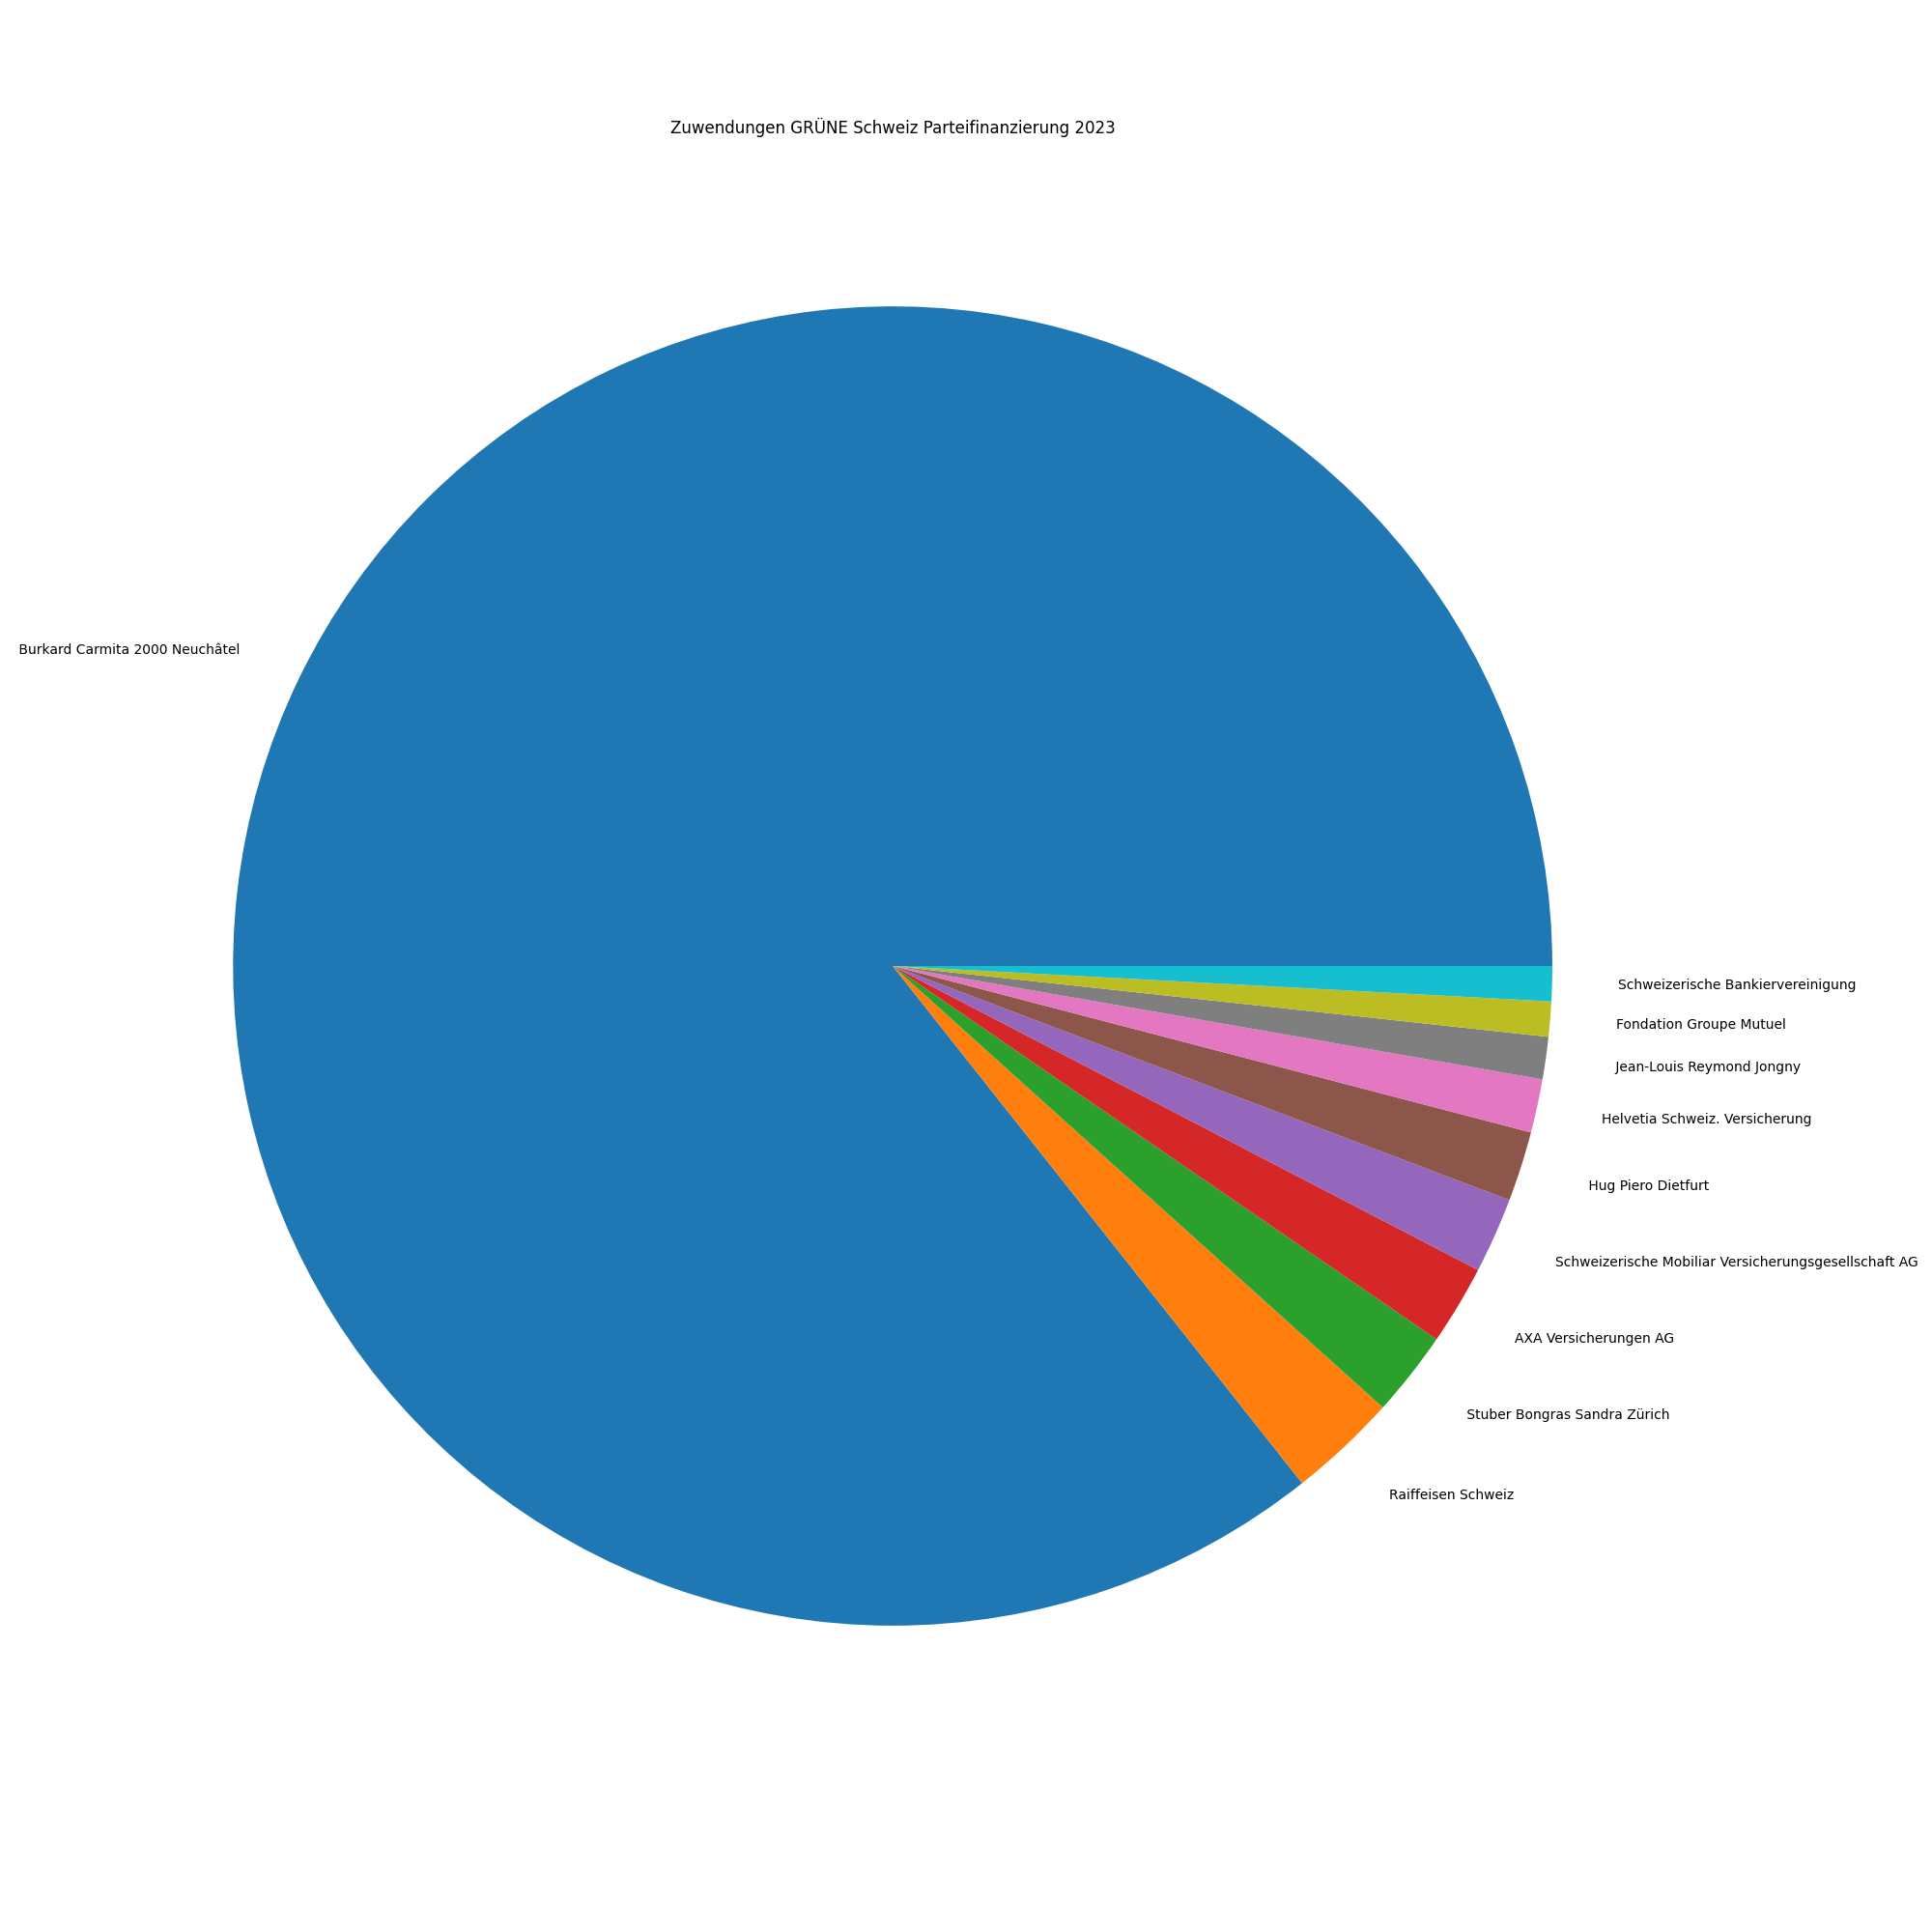 Zuwendungen GRÜNE Schweiz Parteifinanzierung 2023
Burkard Carmita 2000 Neuchâtel
Schweizerische Bankiervereinigung
Fondation Groupe Mutuel
Jean-Louis Reymond Jongny
Helvetia Schweiz. Versicherung
Hug Piero Dietfurt
Schweizerische Mobiliar Versicherungsgesellschaft AG
AXA Versicherungen AG
Stuber Bongras Sandra Zürich
Raiffeisen Schweiz